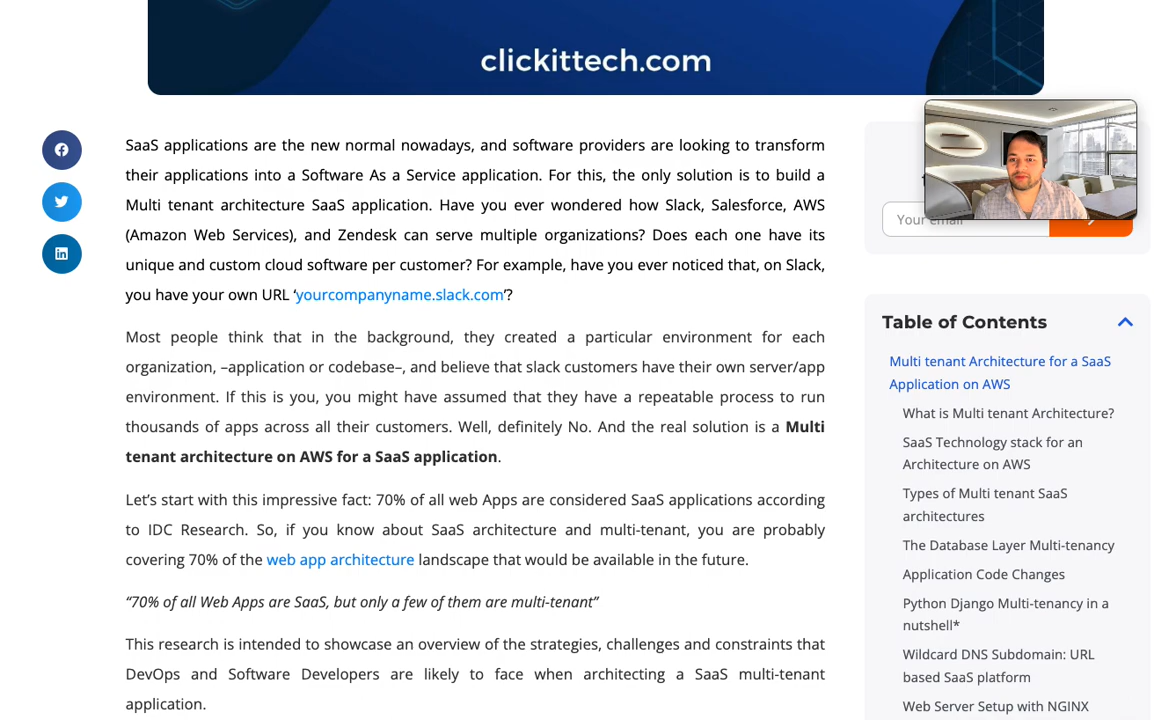 clickittech.com
SaaS applications are the new normal nowadays, and software providers are looking to transform
their applications into a Software As a Service application. For this, the only solution is to build a
Multi tenant architecture SaaS application. Have you ever wondered how Slack, Salesforce, AWS
(Amazon Web Services), and Zendesk can serve multiple organizations? Does each one have its
unique and custom cloud software per customer? For example, have you ever noticed that, on Slack,
you have your own URL ‘yourcompanyname.slack.com’?
Most people think that in the background, they created a particular environment for each
organization, –application or codebase–, and believe that slack customers have their own server/app
environment. If this is you, you might have assumed that they have a repeatable process to run
thousands of apps across all their customers. Well, definitely No. And the real solution is a Multi
tenant architecture on AWS for a SaaS application.
Let’s start with this impressive fact: 70% of all web Apps are considered SaaS applications according
to IDC Research. So, if you know about SaaS architecture and multi-tenant, you are probably
covering 70% of the web app architecture landscape that would be available in the future.
“70% of all Web Apps are SaaS, but only a few of them are multi-tenant”
This research is intended to showcase an overview of the strategies, challenges and constraints that
DevOps and Software Developers are likely to face when architecting a SaaS multi-tenant
application.
Your email
Table of Contents
Multi tenant Architecture for a SaaS
Application on AWS
What is Multi tenant Architecture?
SaaS Technology stack for an
Architecture on AWS
Types of Multi tenant SaaS
architectures
The Database Layer Multi-tenancy
Application Code Changes
Python Django Multi-tenancy in a
nutshell*
Wildcard DNS Subdomain: URL
based SaaS platform
Web Server Setup with NGINX